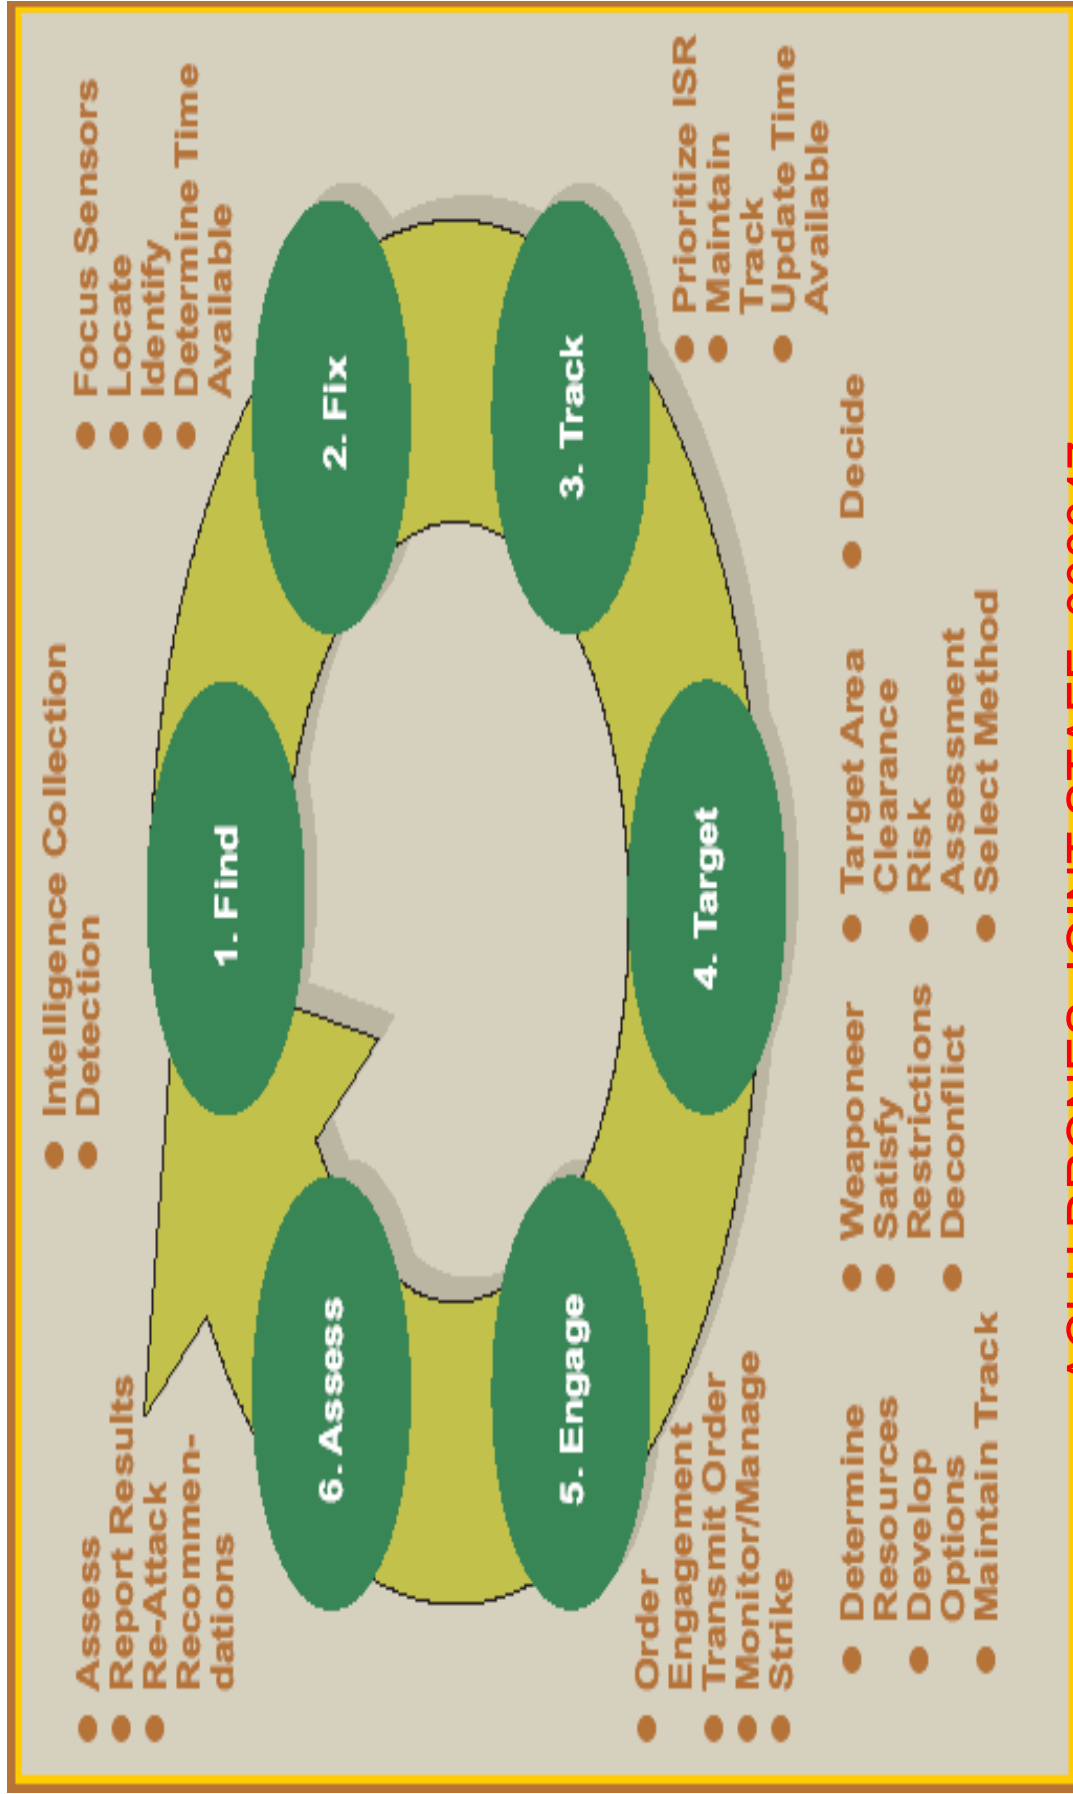 Intelligence Collection
Detection
1. Find
Focus Sensors
Locate
Identify
Determine Time
Available
2. Fix
Prioritize ISR
Maintain
Track
Update Time
Available
3. Track
Determine
Resources
Develop
Options
Maintain Track
Weaponeer
Satisfy
Restrictions
Deconflict
Target Area
Clearance
Risk
Assessment
Select Method
Decide
4. Target
Order
Engagement
Transmit Order
Monitor/Manage
Strike
5. Engage
Assess
Report Results
Re-Attack
Recommen-
dations
6. Assess